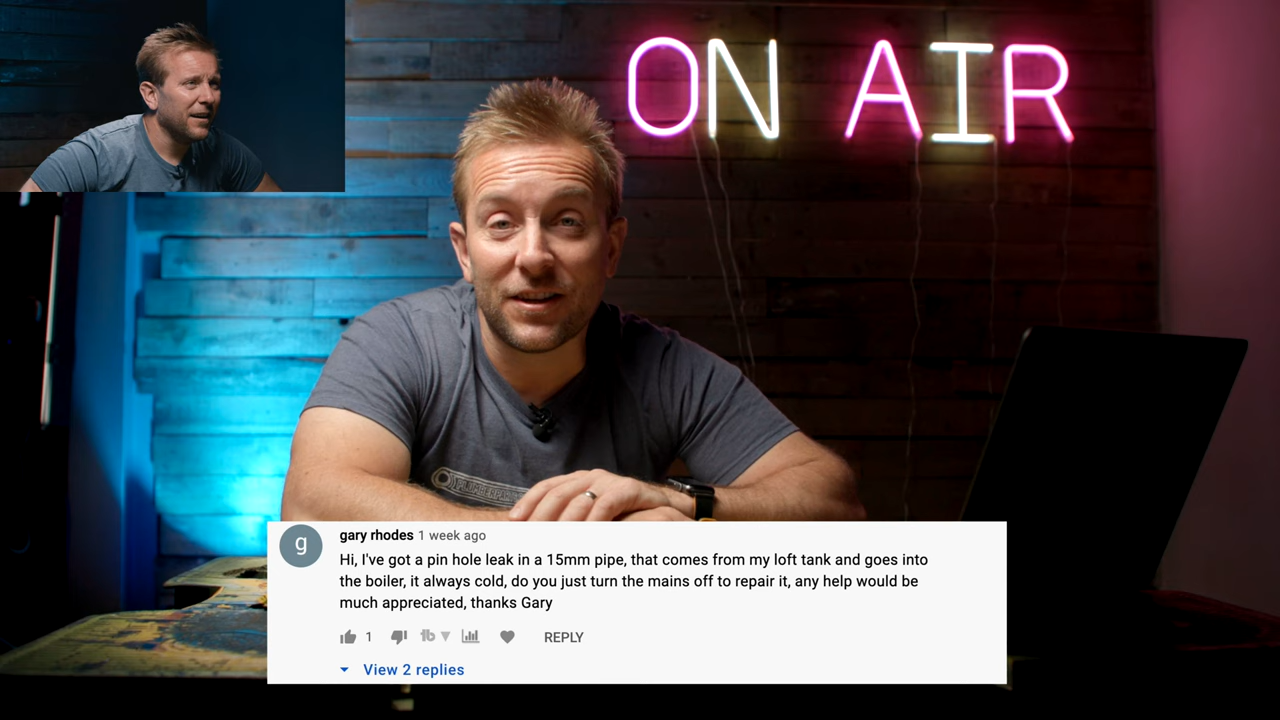 ON AIR
g
gary rhodes 1 week ago
Hi, I've got a pin hole leak in a 15mm pipe, that comes from my loft tank and goes into
the boiler, it always cold, do you just turn the mains off to repair it, any help would be
much appreciated, thanks Gary
1
REPLY
View 2 replies